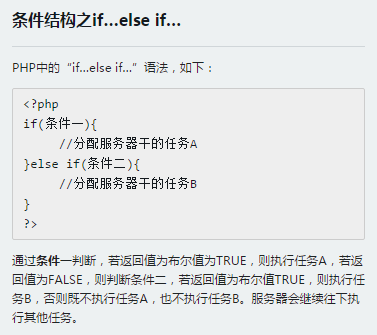 条件结构之if...else if...
PHP中的“if...else if...”语法，如下：
<?php
if(条件一){
     //分配服务器干的任务A
}else if(条件二){
     //分配服务器干的任务B
}
?>
通过条件一判断，若返回值为布尔值为TRUE，则执行任务A，若返
回值为FALSE，则判断条件二，若返回值为布尔值TRUE，则执行任
务B，否则既不执行任务A，也不执行任务B。服务器会继续往下执
行其他任务。